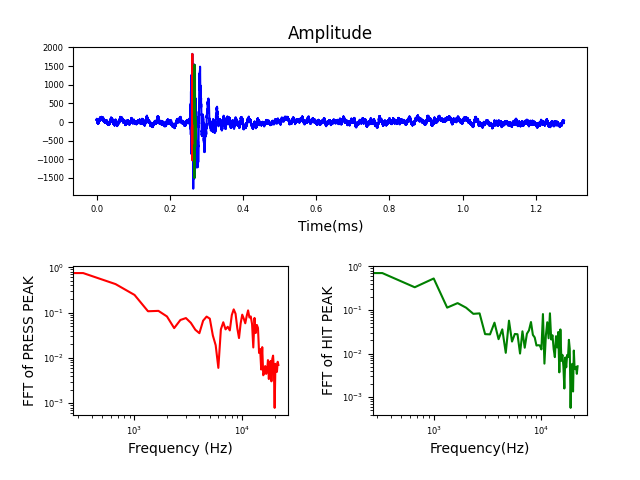 Amplitude
2000
1500
1000
500
0
−500
−1000
−1500
0.0 0.2 0.4 0.6 0.8 1.0 1.2
Time(ms)
FFT of PRESS PEAK
10⁰
10⁻¹
10⁻²
10⁻³
10³ 10⁴
Frequency (Hz)
FFT of HIT PEAK
10⁰
10⁻¹
10⁻²
10⁻³
10³ 10⁴
Frequency(Hz)